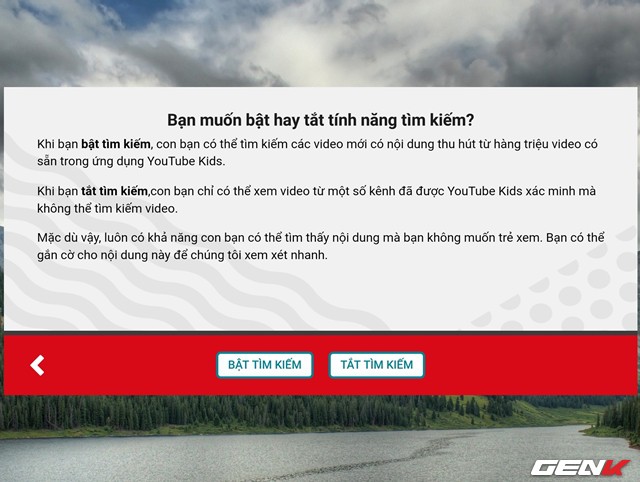 Bạn muốn bật hay tắt tính năng tìm kiếm?
Khi bạn bật tìm kiếm, con bạn có thể tìm kiếm các video mới có nội dung thu hút từ hàng triệu video có
sẵn trong ứng dụng YouTube Kids.
Khi bạn tắt tìm kiếm,con bạn chỉ có thể xem video từ một số kênh đã được YouTube Kids xác minh mà
không thể tìm kiếm video.
Mặc dù vậy, luôn có khả năng con bạn có thể tìm thấy nội dung mà bạn không muốn trẻ xem. Bạn có thể
gắn cờ cho nội dung này để chúng tôi xem xét nhanh.
BẬT TÌM KIẾM
TẮT TÌM KIẾM
GENK